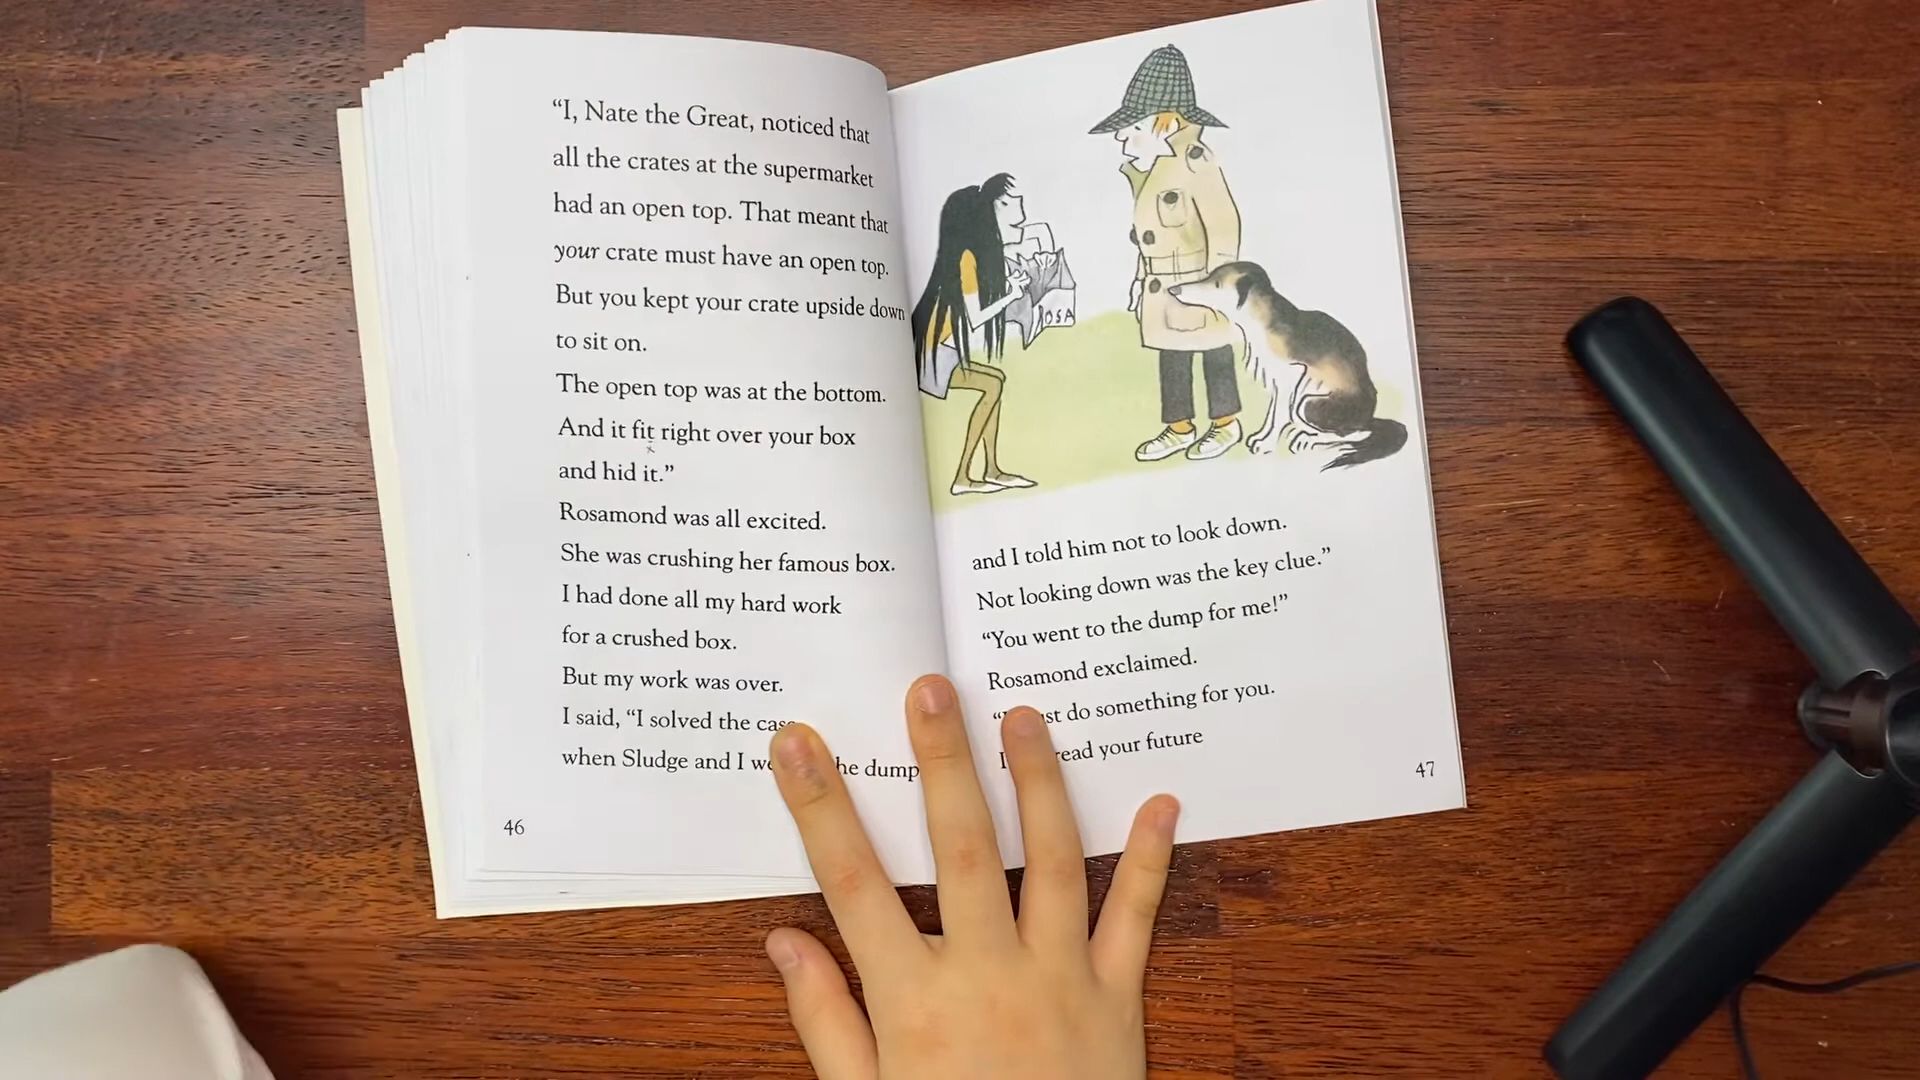 “I, Nate the Great, noticed that
all the crates at the supermarket
had an open top. That meant that
your crate must have an open top.
But you kept your crate upside down
to sit on.
The open top was at the bottom.
And it fit right over your box
and hid it.”
Rosamond was all excited.
She was crushing her famous box.
I had done all my hard work
for a crushed box.
But my work was over.
I said, “I solved the case
when Sludge and I the dump
46
OSA
and I told him not to look down.
Not looking down was the key clue.”
“You went to the dump for me!”
Rosamond exclaimed.
do something for you.
I read your future
47